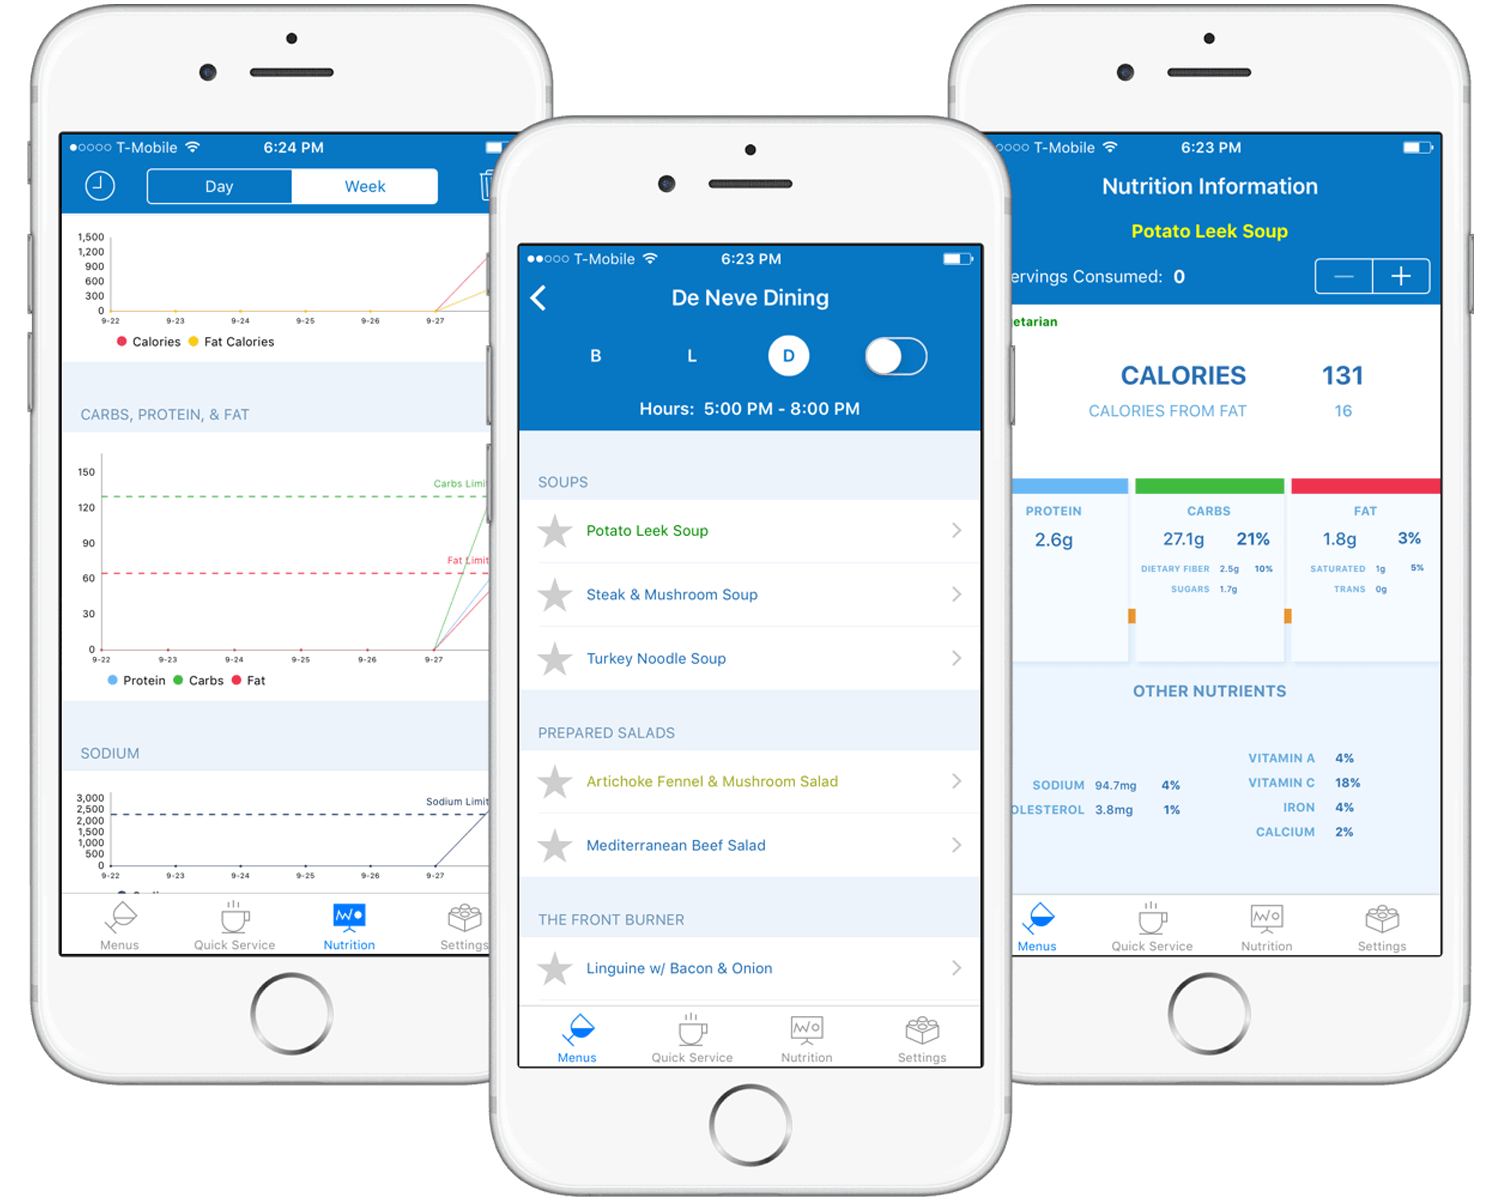 T-Mobile 6:24 PM
Day Week
1,500
1,200
900
600
300
0
9-22 9-23 9-24 9-25 9-26 9-27
Calories Fat Calories
CARBS, PROTEIN, & FAT
150
120
90
60
30
0
Carbs Limit
Fat Limit
9-22 9-23 9-24 9-25 9-26 9-27
Protein Carbs Fat
SODIUM
3,000
2,500
2,000
1,500
1,000
500
0
Sodium Limit
9-22 9-23 9-24 9-25 9-26 9-27
Menus Quick Service Nutrition Settings
T-Mobile 6:23 PM
De Neve Dining
B L D
Hours: 5:00 PM - 8:00 PM
SOUPS
Potato Leek Soup
Steak & Mushroom Soup
Turkey Noodle Soup
PREPARED SALADS
Artichoke Fennel & Mushroom Salad
Mediterranean Beef Salad
THE FRONT BURNER
Linguine w/ Bacon & Onion
Menus Quick Service Nutrition Settings
T-Mobile 6:23 PM
Nutrition Information
Potato Leek Soup
ervings Consumed: 0
etarian
CALORIES 131
CALORIES FROM FAT 16
PROTEIN
2.6g
CARBS
27.1g 21%
DIETARY FIBER 2.5g 10%
SUGARS 1.7g
FAT
1.8g 3%
SATURATED 1g 5%
TRANS 0g
OTHER NUTRIENTS
SODIUM 94.7mg 4%
OLESTEROL 3.8mg 1%
VITAMIN A 4%
VITAMIN C 18%
IRON 4%
CALCIUM 2%
Menus Quick Service Nutrition Settings